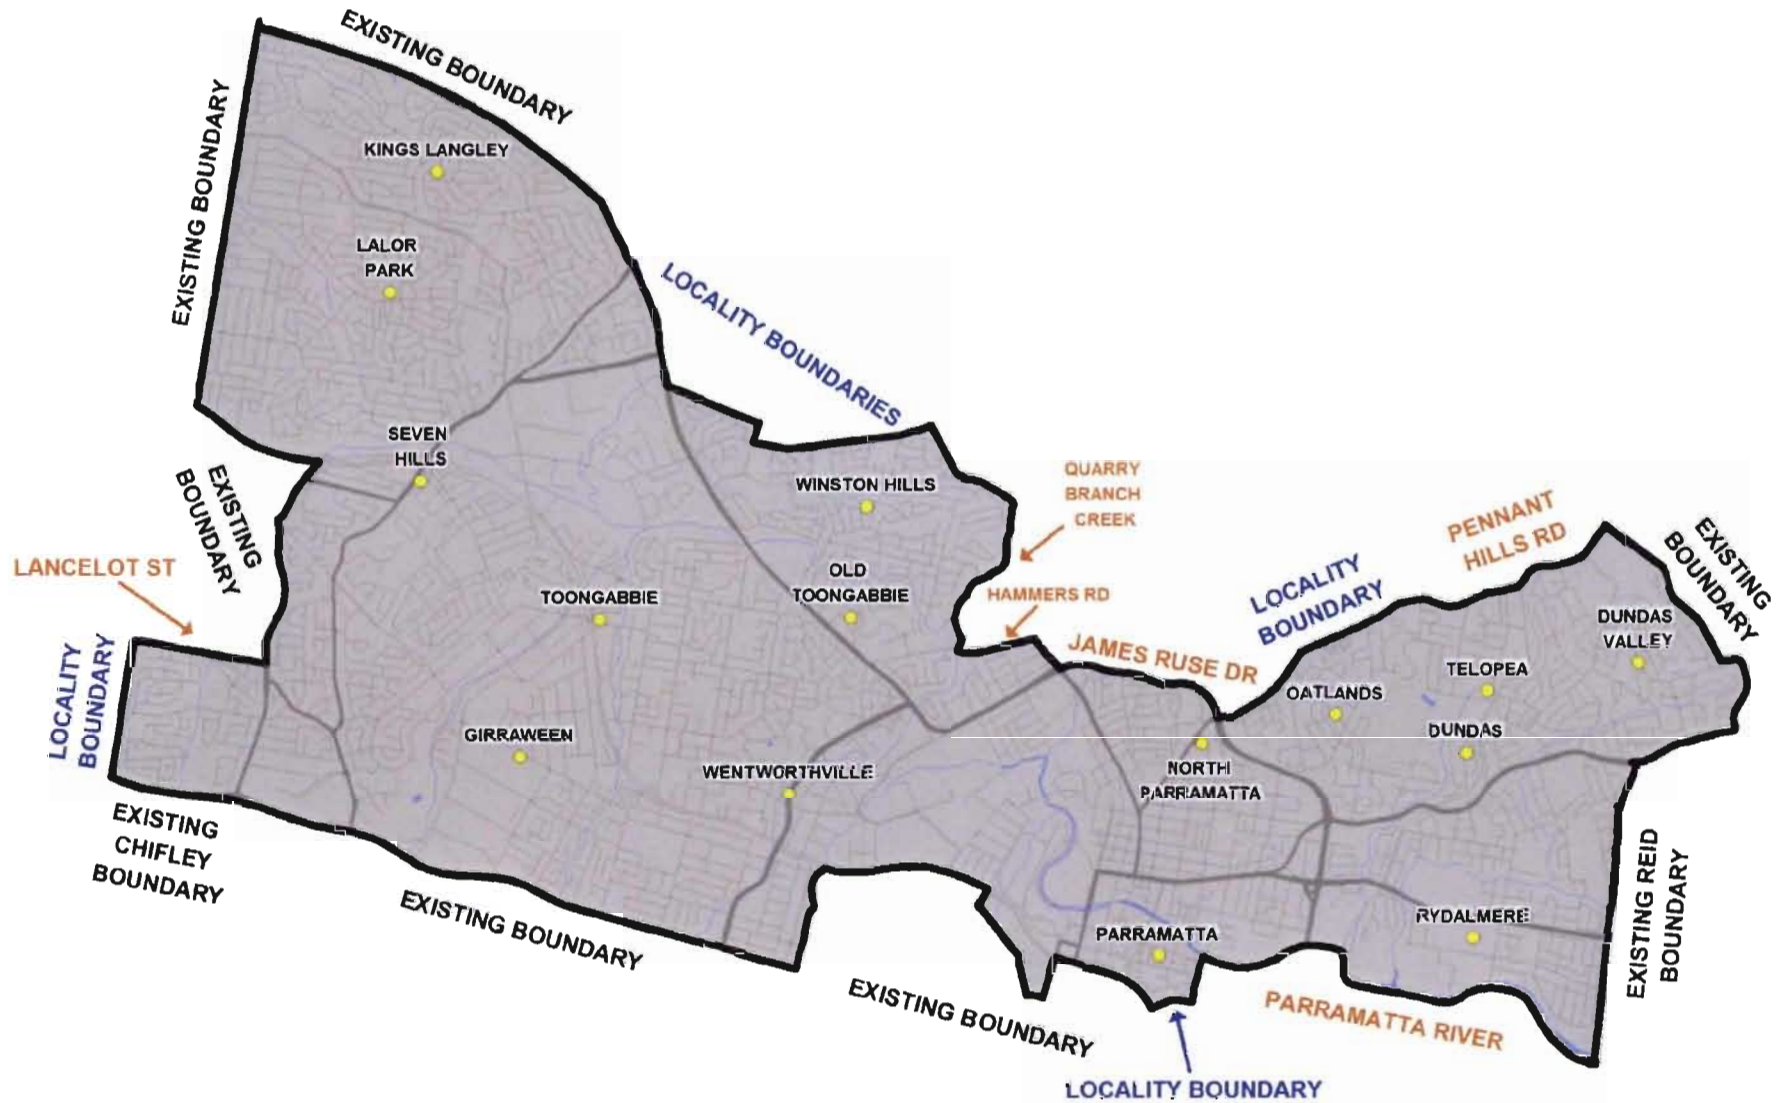 EXISTING BOUNDARY
EXISTING BOUNDARY
KINGS LANGLEY
LALOR
PARK
LOCALITY BOUNDARIES
SEVEN
HILLS
EXISTING
BOUNDARY
WINSTON HILLS
QUARRY
BRANCH
CREEK
PENNANT
HILLS RD
EXISTING
BOUNDARY
LANCELOT ST
OLD
TOONGABBIE
TOONGABBIE
HAMMERS RD
LOCALITY
BOUNDARY
DUNDAS
VALLEY
LOCALITY
BOUNDARY
JAMES RUSE DR
TELOPEA
OATLANDS
DUNDAS
GIRRAWEEN
WENTWORTHVILLE
NORTH
PARRAMATTA
EXISTING
CHIFLEY
BOUNDARY
EXISTING BOUNDARY
EXISTING REID
BOUNDARY
RYDALMERE
PARRAMATTA
EXISTING BOUNDARY
PARRAMATTA RIVER
LOCALITY BOUNDARY